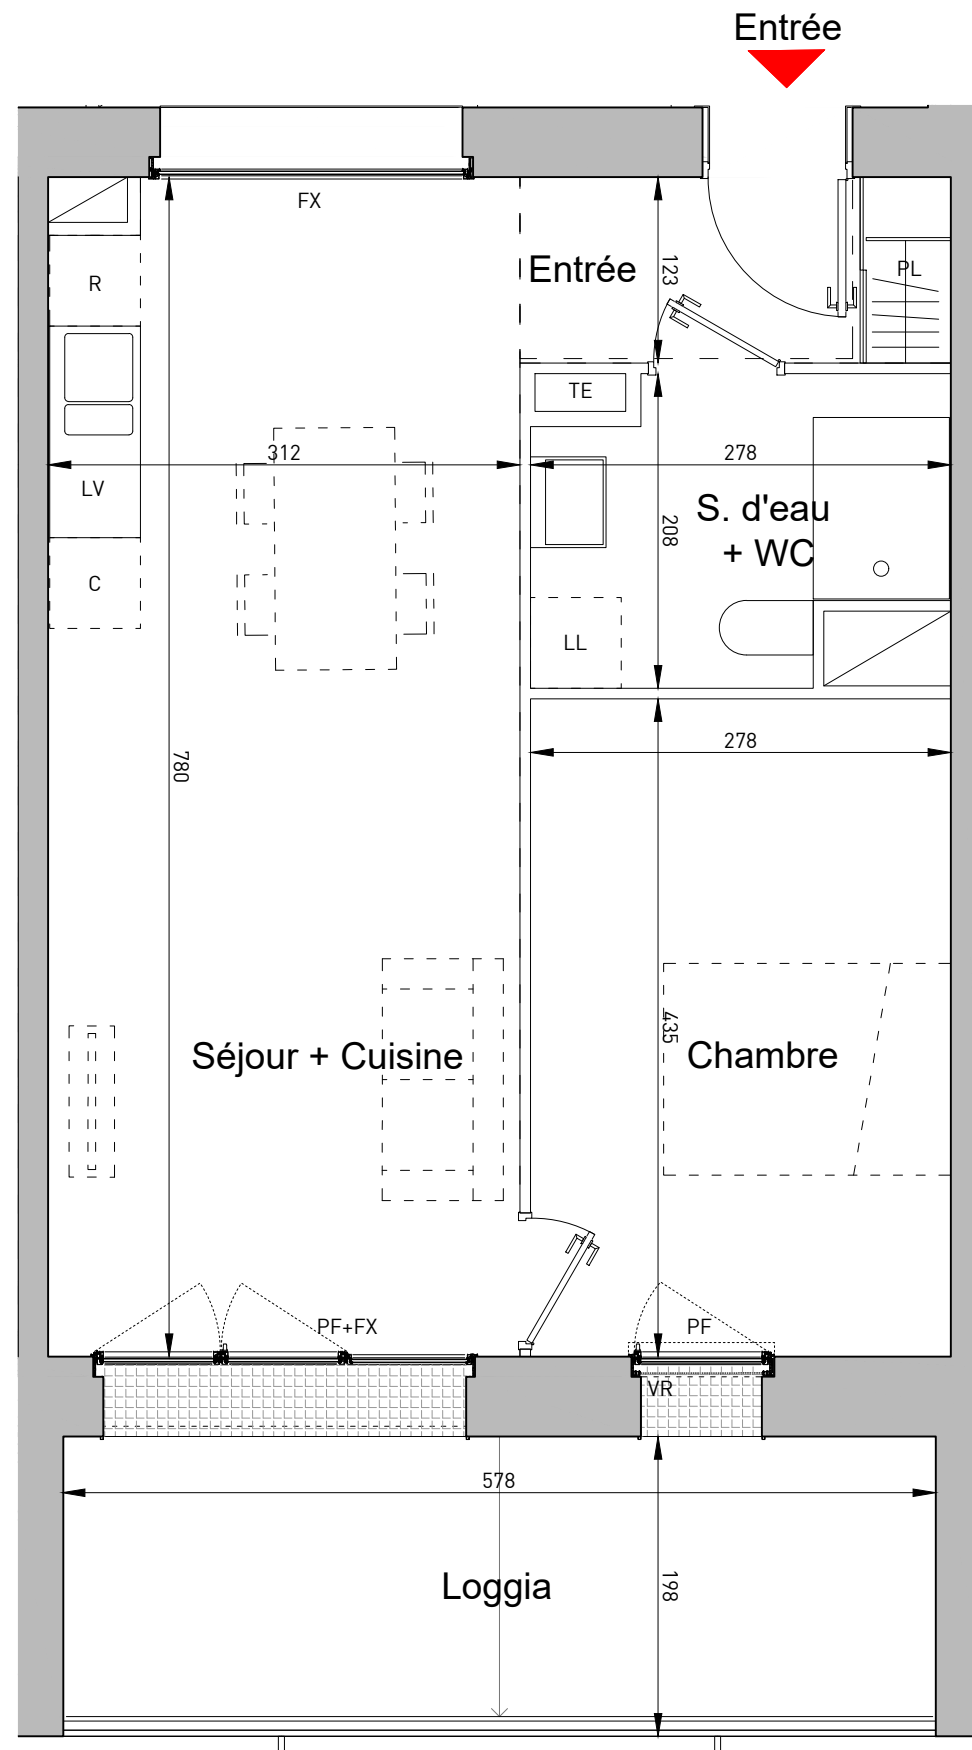 Entrée
FX
Entrée
123
PL
R
TE
312
278
LV
S. d'eau
+ WC
208
C
LL
278
780
435
Séjour + Cuisine
Chambre
PF+FX
PF
VR
578
Loggia
198